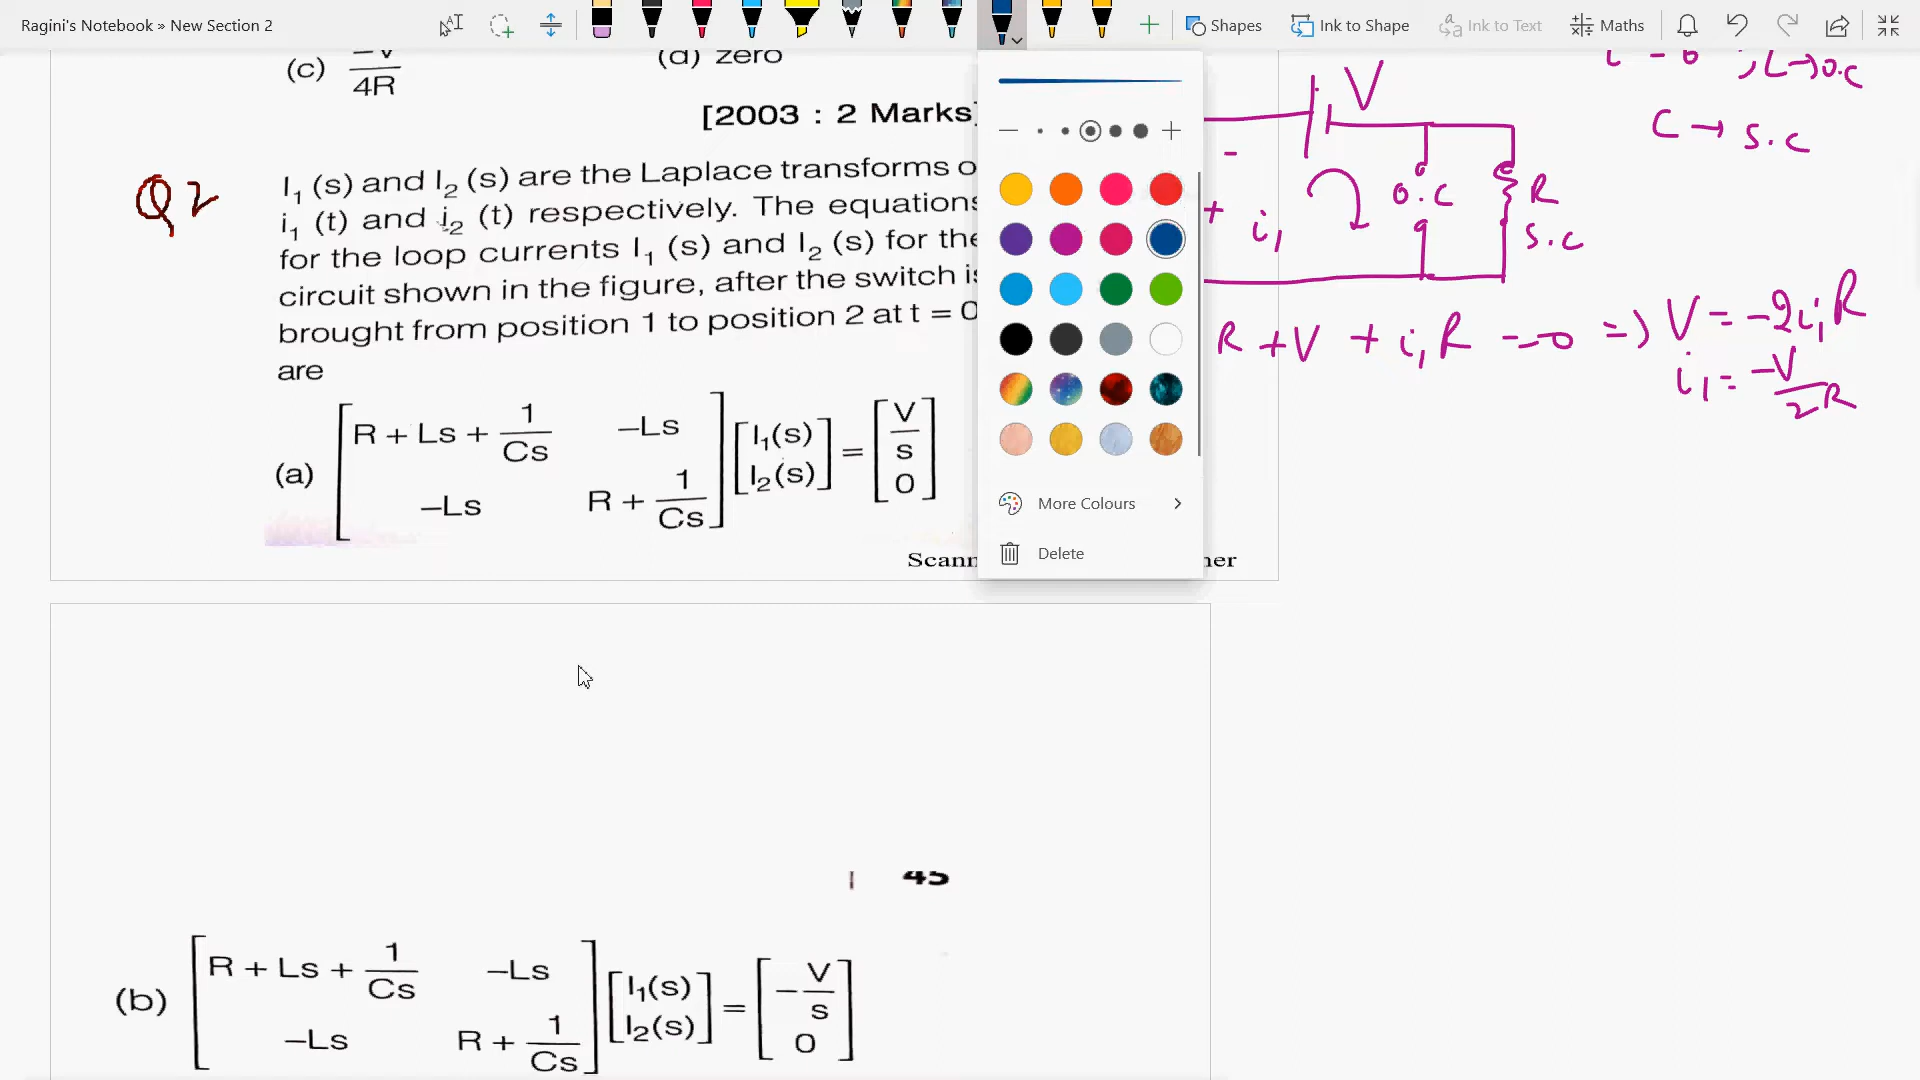 Ragini's Notebook » New Section 2
Shapes
Ink to Shape
Ink to Text
Maths
(c) −V/4R
(d) zero
[2003 : 2 Marks]
Q2
I₁ (s) and I₂ (s) are the Laplace transforms o
i₁ (t) and i₂ (t) respectively. The equations
for the loop currents I₁ (s) and I₂ (s) for the
circuit shown in the figure, after the switch is
brought from position 1 to position 2 at t = 0
are
(a) [R + Ls + 1/Cs −Ls] [I₁(s)] = [V/s]
[−Ls R + 1/Cs] [I₂(s)] [0]
Scann
ner
More Colours
Delete
; L→o.c
C → s.c
V
−
+
i₁
o.c
R
s.c
R + V + i₁R = 0 => V = −2i₁R
i₁ = −V/2R
45
(b) [R + Ls + 1/Cs −Ls] [I₁(s)] = [−V/s]
[−Ls R + 1/Cs] [I₂(s)] [0]